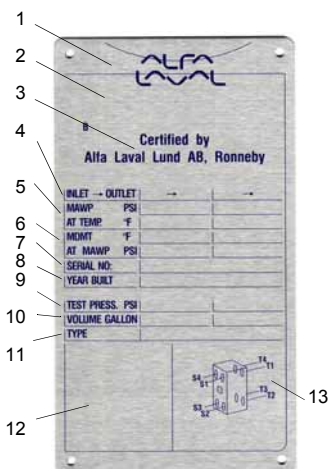 1
ALFA
LAVAL
2
3
B
Certified by
Alfa Laval Lund AB, Ronneby
4
INLET → OUTLET → →
5
MAWP PSI
AT TEMP. °F
6
MDMT °F
7
AT MAWP PSI
8
SERIAL NO:
9
YEAR BUILT
TEST PRESS. PSI
10
VOLUME GALLON
11
TYPE
12
S4
S1
T4
T1
S3
S2
T3
T2
13